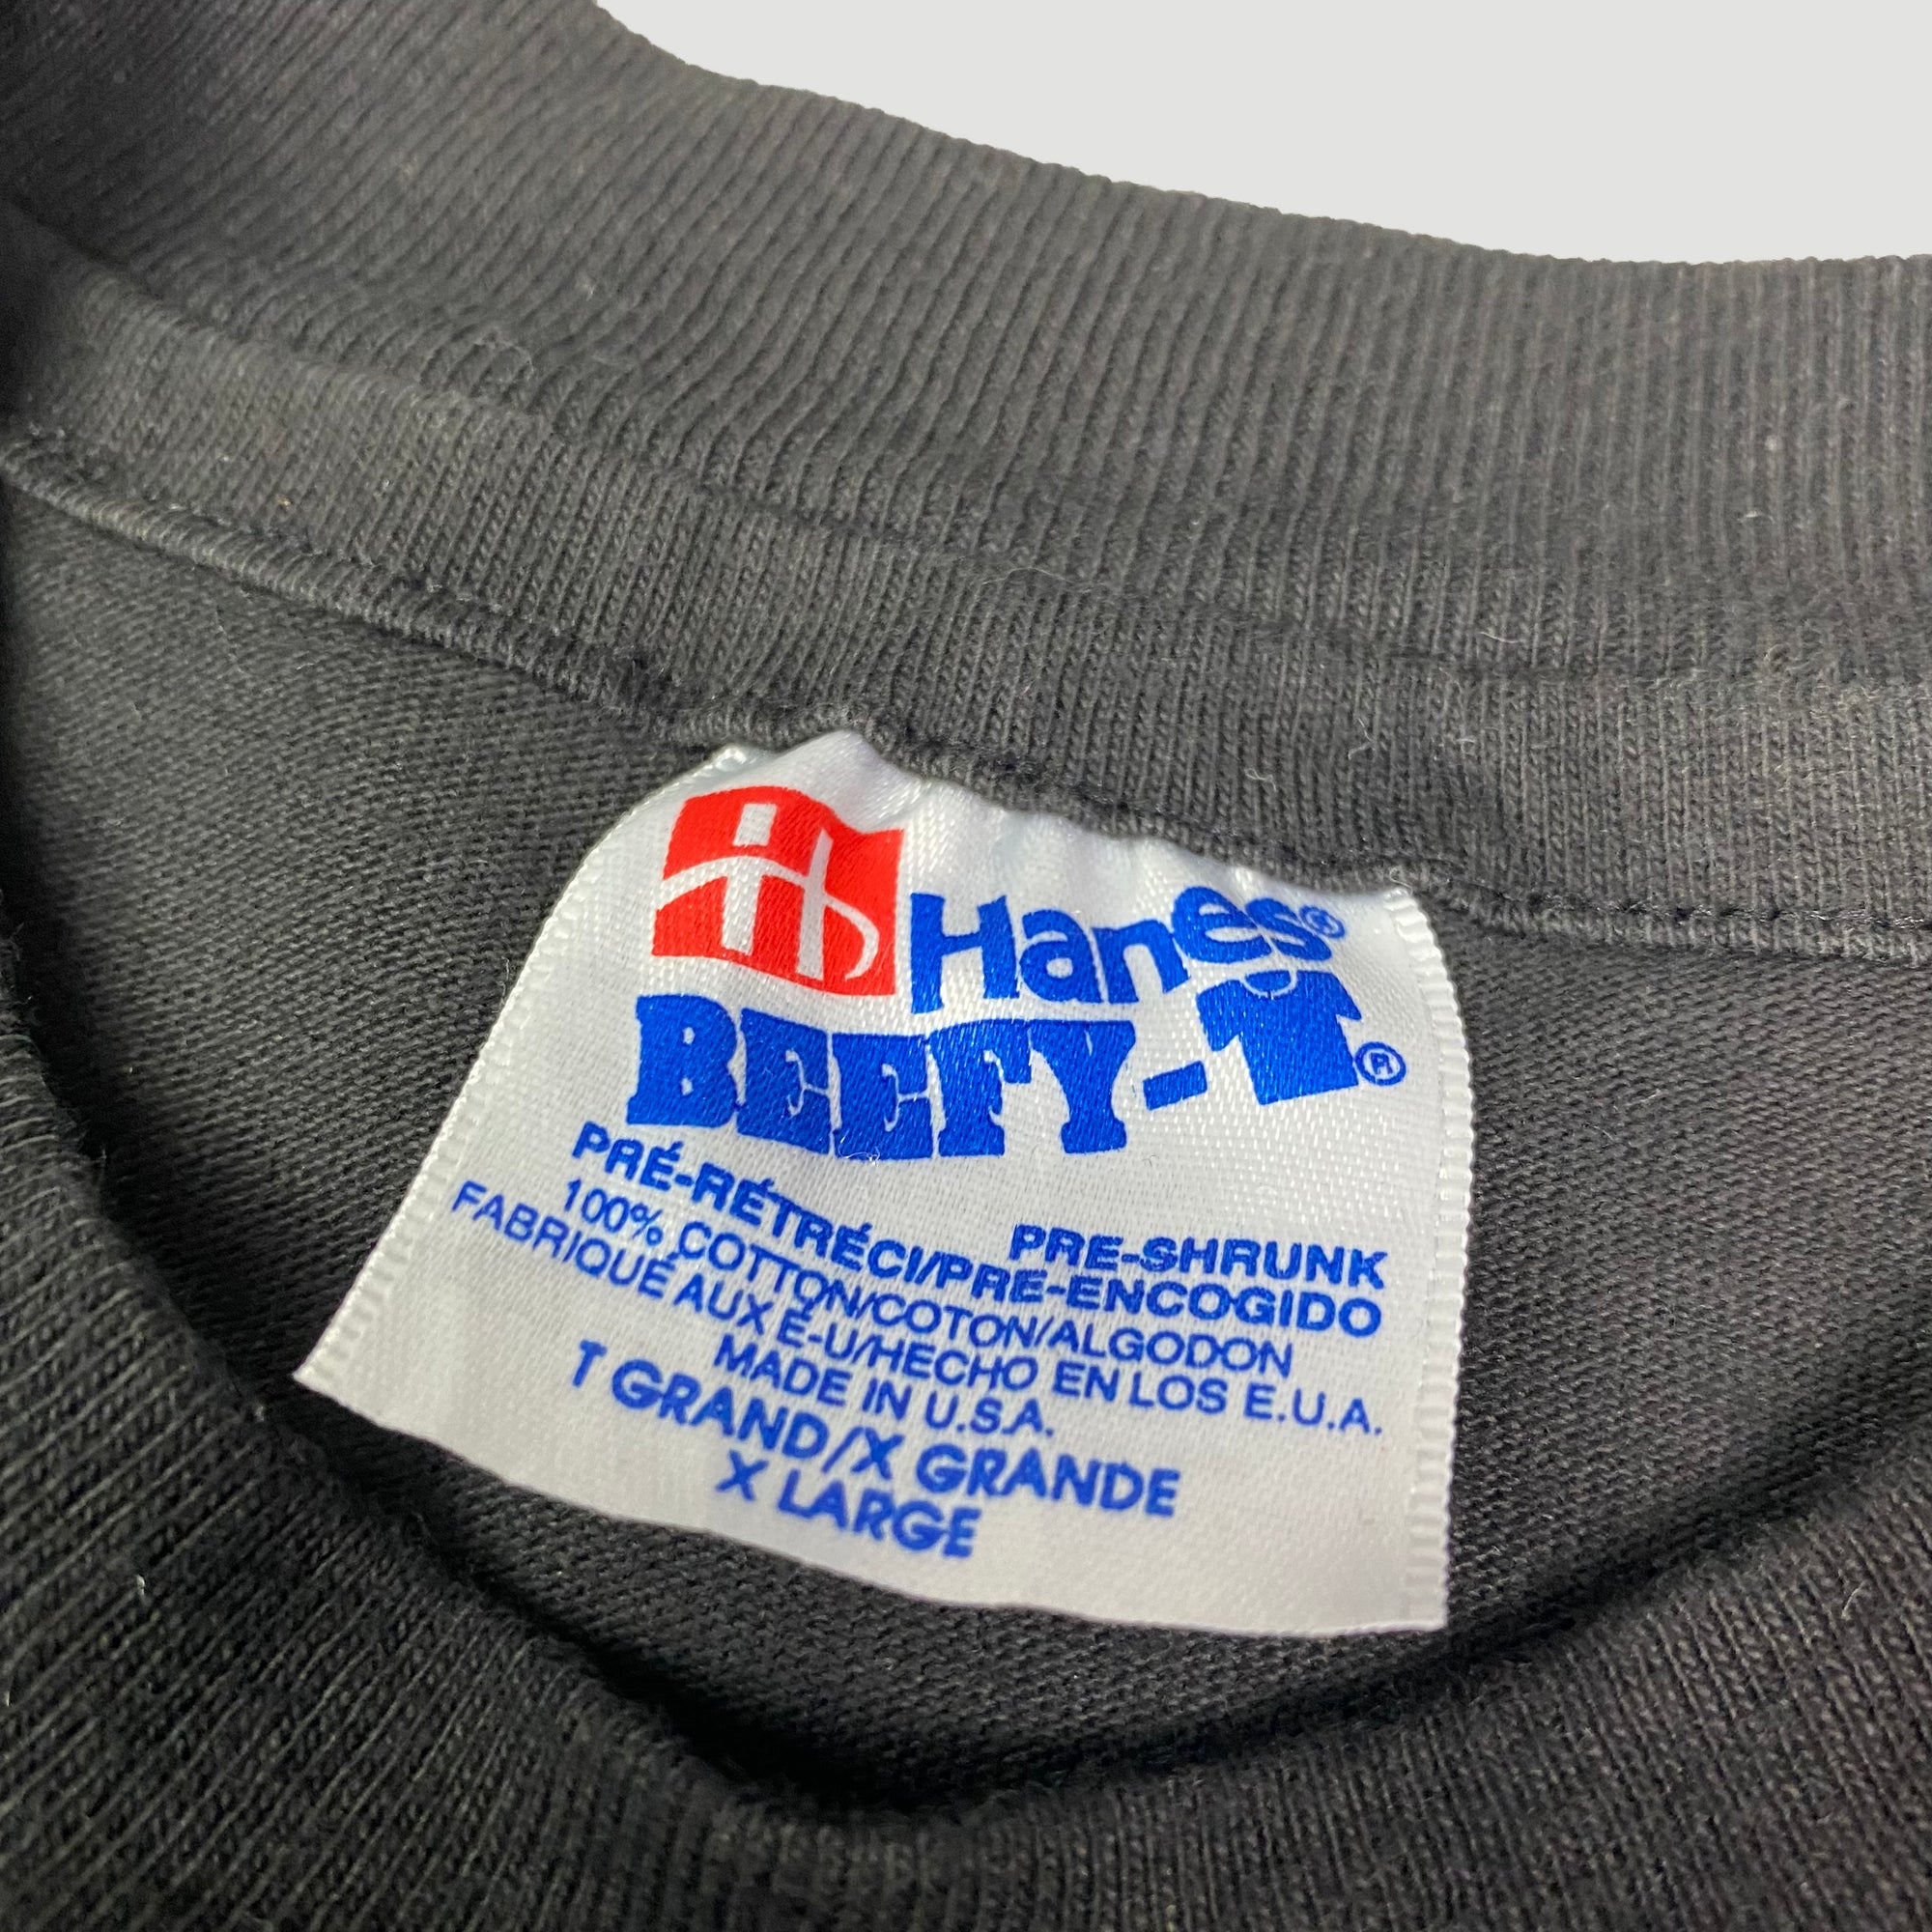 Hanes®
BEEFY-T®
PRE-SHRUNK
PRÉ-RÉTRÉCI/PRE-ENCOGIDO
100% COTTON/COTON/ALGODON
FABRIQUÉ AUX É-U/HECHO EN LOS E.U.A.
MADE IN U.S.A.
T GRAND/X GRANDE
X LARGE